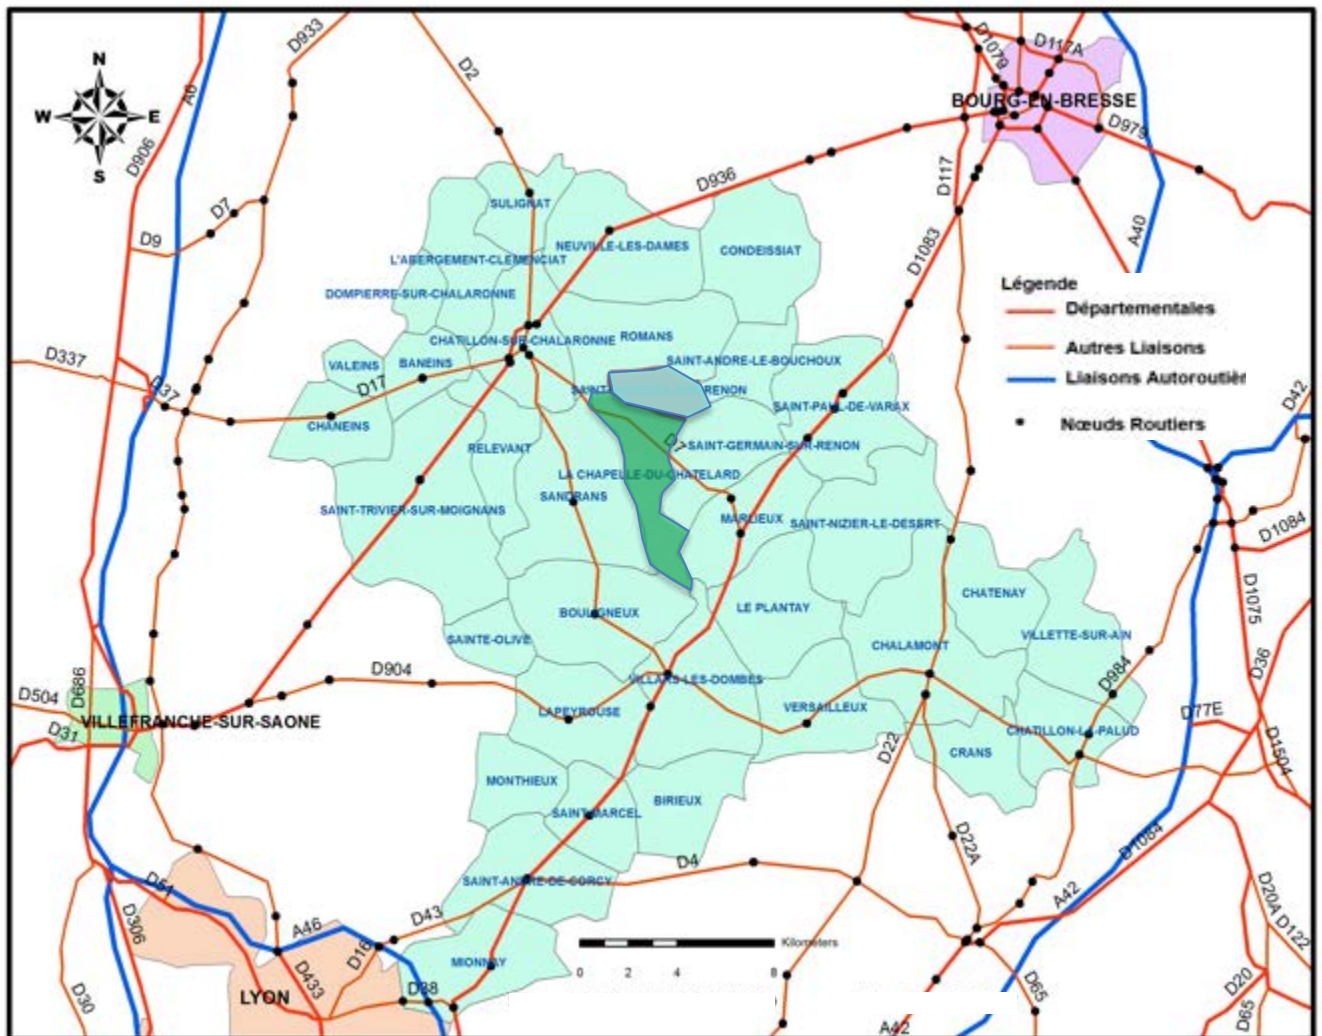 D933
D2
D1079
D117A
N
A6
BOURG-EN-BRESSE
W
E
D979
D906
S
D117
D936
SULIGNAT
D7
D9
NEUVILLE-LES-DAMES
CONDEISSIAT
A40
D1083
L'ABERGEMENT-CLEMENCIAT
Légende
DOMPIERRE-SUR-CHALARONNE
Départementales
CHATILLON-SUR-CHALARONNE
ROMANS
Autres Liaisons
D337
VALEINS
BANEINS
SAINT-ANDRE-LE-BOUCHOUX
Liaisons Autoroutièr
D37
D17
SAINT-
RENON
D42
SAINT-PAUL-DE-VARAX
CHANEINS
Nœuds Routiers
RELEVANT
D7
SAINT-GERMAIN-SUR-RENON
LA CHAPELLE-DU-CHATELARD
SANDRANS
SAINT-TRIVIER-SUR-MOIGNANS
MARLIEUX
SAINT-NIZIER-LE-DESERT
D1084
CHATENAY
D1075
BOULIGNEUX
LE PLANTAY
SAINTE-OLIVE
VILLETTE-SUR-AIN
CHALAMONT
D36
D904
VILLARS-LES-DOMBES
D984
D686
D504
LAPEYROUSE
VERSAILLEUX
D77E
VILLEFRANCHE-SUR-SAONE
D31
CHATILLON-LA-PALUD
D22
CRANS
D1504
MONTHIEUX
BIRIEUX
SAINT-MARCEL
D22A
D1084
D4
SAINT-ANDRE-DE-CORCY
D51
A42
D20A
D306
A46
D43
D122
D16
Kilometers
MIONNAY
0 2 4 8
D433
D38
D20
LYON
D30
D65
D65
A42